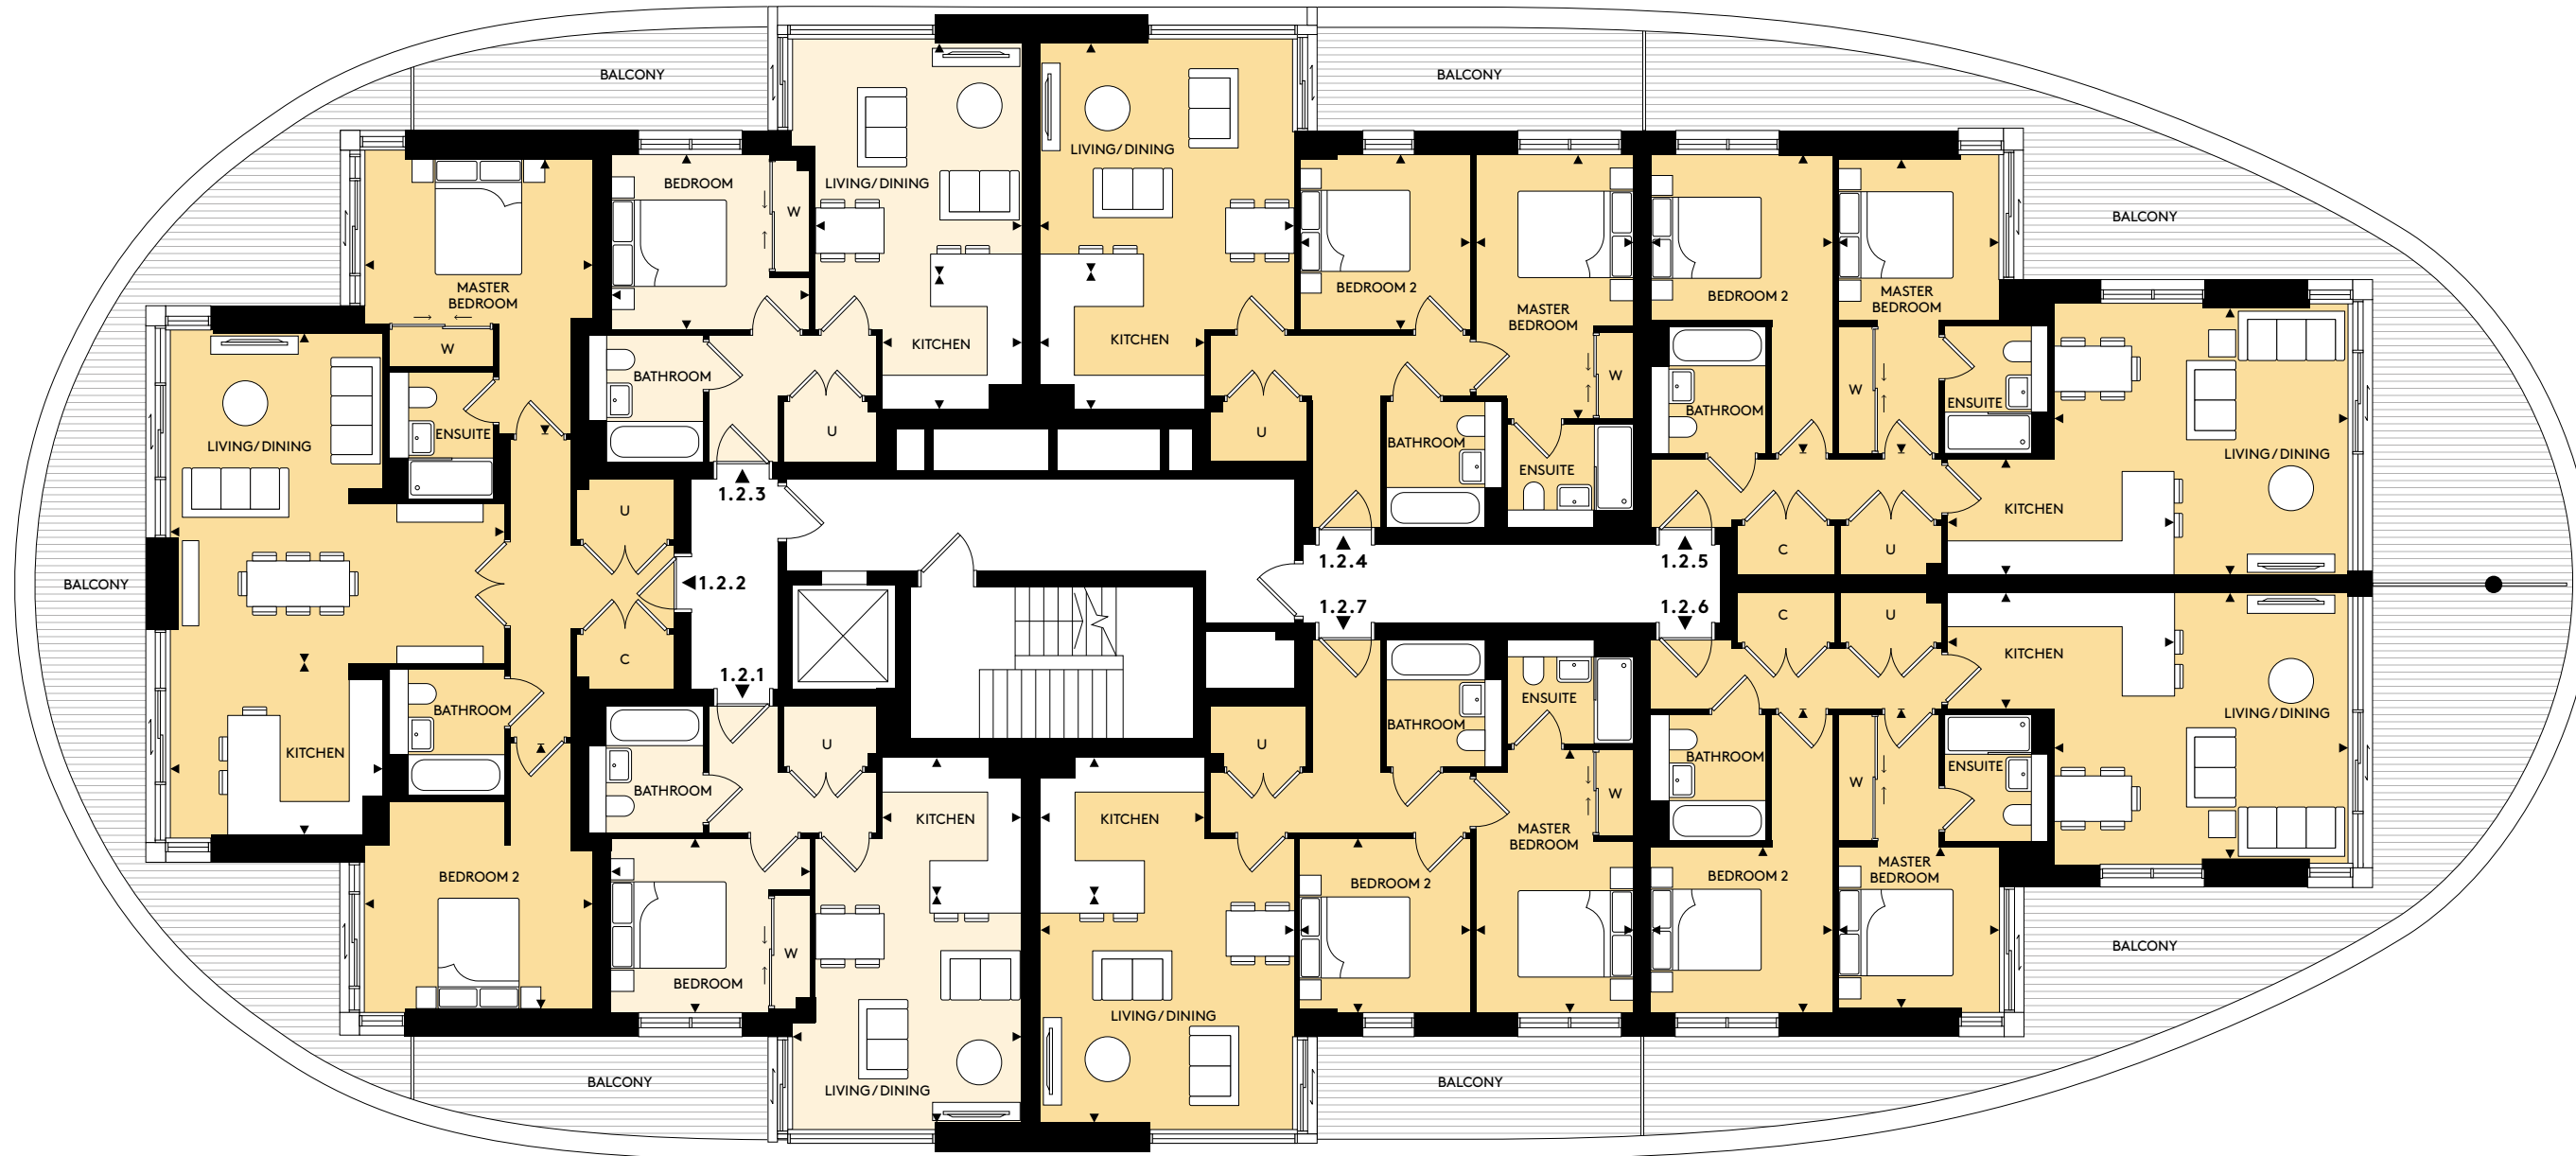 BALCONY
BALCONY
BALCONY
LIVING/DINING
BEDROOM
LIVING/DINING
W
MASTER
BEDROOM
BEDROOM 2
MASTER
BEDROOM
BEDROOM 2
MASTER
BEDROOM
W
BATHROOM
KITCHEN
KITCHEN
W
W
BATHROOM
ENSUITE
LIVING/DINING
ENSUITE
U
U
BATHROOM
ENSUITE
LIVING/DINING
1.2.3
U
KITCHEN
1.2.4
1.2.5
C
U
BALCONY
1.2.2
1.2.7
1.2.6
C
U
C
1.2.1
KITCHEN
BATHROOM
KITCHEN
U
U
BATHROOM
ENSUITE
BATHROOM
ENSUITE
LIVING/DINING
BATHROOM
W
W
KITCHEN
KITCHEN
MASTER
BEDROOM
BEDROOM 2
BEDROOM 2
BEDROOM 2
MASTER
BEDROOM
W
BEDROOM
BALCONY
LIVING/DINING
LIVING/DINING
BALCONY
BALCONY